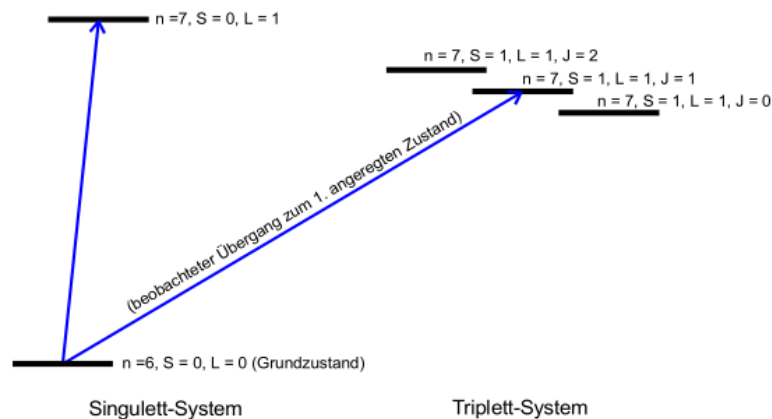 n =7, S = 0, L = 1
n = 7, S = 1, L = 1, J = 2
n = 7, S = 1, L = 1, J = 1
n = 7, S = 1, L = 1, J = 0
(beobachteter Übergang zum 1. angeregten Zustand)
n =6, S = 0, L = 0 (Grundzustand)
Singulett-System
Triplett-System